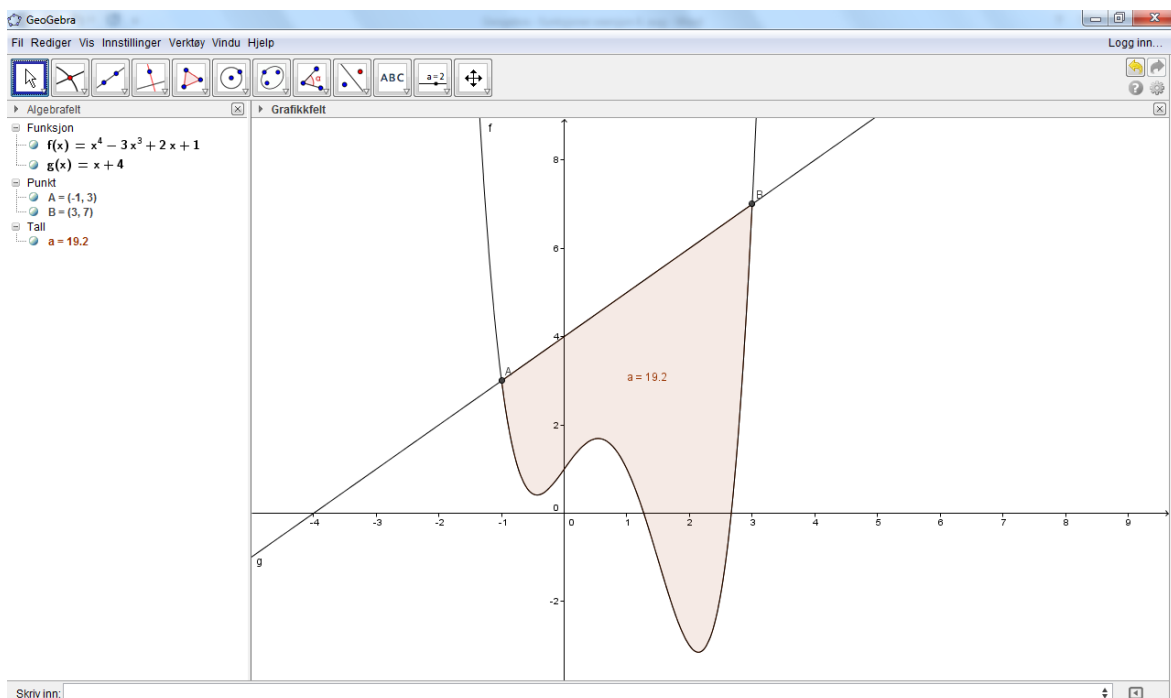 GeoGebra
Fil Rediger Vis Innstillinger Verktøy Vindu Hjelp
Logg inn...
ABC
a=2
Algebrafelt
Grafikkfelt
Funksjon
f(x) = x⁴ − 3x³ + 2x + 1
g(x) = x + 4
Punkt
A = (-1, 3)
B = (3, 7)
Tall
a = 19.2
f
8
B
6
4
A
a = 19.2
2
0
-4 -3 -2 -1 0 1 2 3 4 5 6 7 8 9
g
-2
Skriv inn: